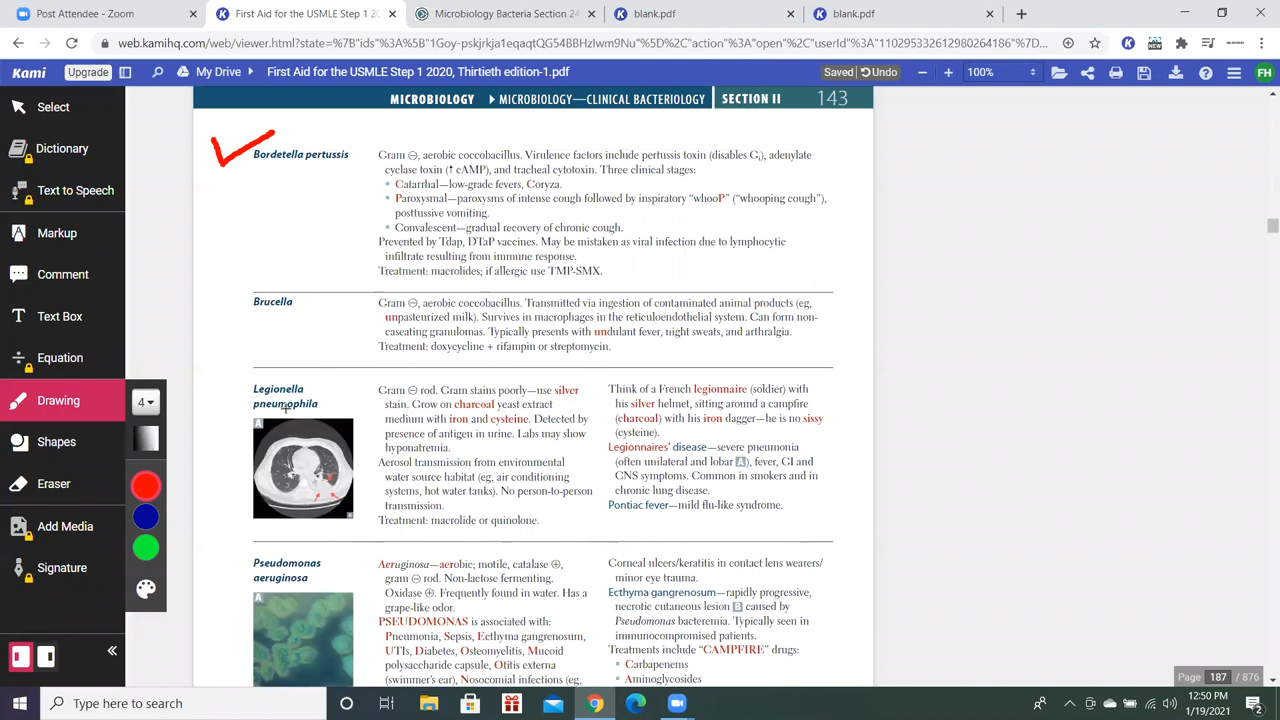 Post Attendee - Zoom
First Aid for the USMLE Step 1 20
Microbiology Bacteria Section 24
blank.pdf
blank.pdf
web.kamihq.com/web/viewer.html?state=%7B"ids"%3A%5B"1Goy-pskjrkja1eqaqtQG54BBHzlwm9Nu"%5D%2C"action"%3A"open"%2C"userId"%3A"110295332612980264186"%7D...
NEW
Kami
Upgrade
My Drive
First Aid for the USMLE Step 1 2020, Thirtieth edition-1.pdf
Saved
Undo
100%
FH
Select
Dictionary
Text to Speech
Markup
Comment
Text Box
Equation
Drawing
4
Shapes
Eraser
Add Media
Signature
MICROBIOLOGY ▶ MICROBIOLOGY—CLINICAL BACTERIOLOGY SECTION II 143
Bordetella pertussis
Gram ⊖, aerobic coccobacillus. Virulence factors include pertussis toxin (disables Gi), adenylate
cyclase toxin (↑ cAMP), and tracheal cytotoxin. Three clinical stages:
▪ Catarrhal—low-grade fevers, Coryza.
▪ Paroxysmal—paroxysms of intense cough followed by inspiratory “whooP” (“whooping cough”),
posttussive vomiting.
▪ Convalescent—gradual recovery of chronic cough.
Prevented by Tdap, DTaP vaccines. May be mistaken as viral infection due to lymphocytic
infiltrate resulting from immune response.
Treatment: macrolides; if allergic use TMP-SMX.
Brucella
Gram ⊖, aerobic coccobacillus. Transmitted via ingestion of contaminated animal products (eg,
unpasteurized milk). Survives in macrophages in the reticuloendothelial system. Can form non-
caseating granulomas. Typically presents with undulant fever, night sweats, and arthralgia.
Treatment: doxycycline + rifampin or streptomycin.
Legionella
pneumophila
A
Gram ⊖ rod. Gram stains poorly—use silver
stain. Grow on charcoal yeast extract
medium with iron and cysteine. Detected by
presence of antigen in urine. Labs may show
hyponatremia.
Aerosol transmission from environmental
water source habitat (eg, air conditioning
systems, hot water tanks). No person-to-person
transmission.
Treatment: macrolide or quinolone.
Think of a French legionnaire (soldier) with
his silver helmet, sitting around a campfire
(charcoal) with his iron dagger—he is no sissy
(cysteine).
Legionnaires’ disease—severe pneumonia
(often unilateral and lobar A), fever, GI and
CNS symptoms. Common in smokers and in
chronic lung disease.
Pontiac fever—mild flu-like syndrome.
Pseudomonas
aeruginosa
A
Aeruginosa—aerobic; motile, catalase ⊕,
gram ⊖ rod. Non-lactose fermenting.
Oxidase ⊕. Frequently found in water. Has a
grape-like odor.
PSEUDOMONAS is associated with:
Pneumonia, Sepsis, Ecthyma gangrenosum,
UTIs, Diabetes, Osteomyelitis, Mucoid
polysaccharide capsule, Otitis externa
(swimmer’s ear), Nosocomial infections (eg,
Corneal ulcers/keratitis in contact lens wearers/
minor eye trauma.
Ecthyma gangrenosum—rapidly progressive,
necrotic cutaneous lesion B caused by
Pseudomonas bacteremia. Typically seen in
immunocompromised patients.
Treatments include “CAMPFIRE” drugs:
▪ Carbapenems
▪ Aminoglycosides
Page 187 / 876
Type here to search
12:50 PM
1/19/2021
2